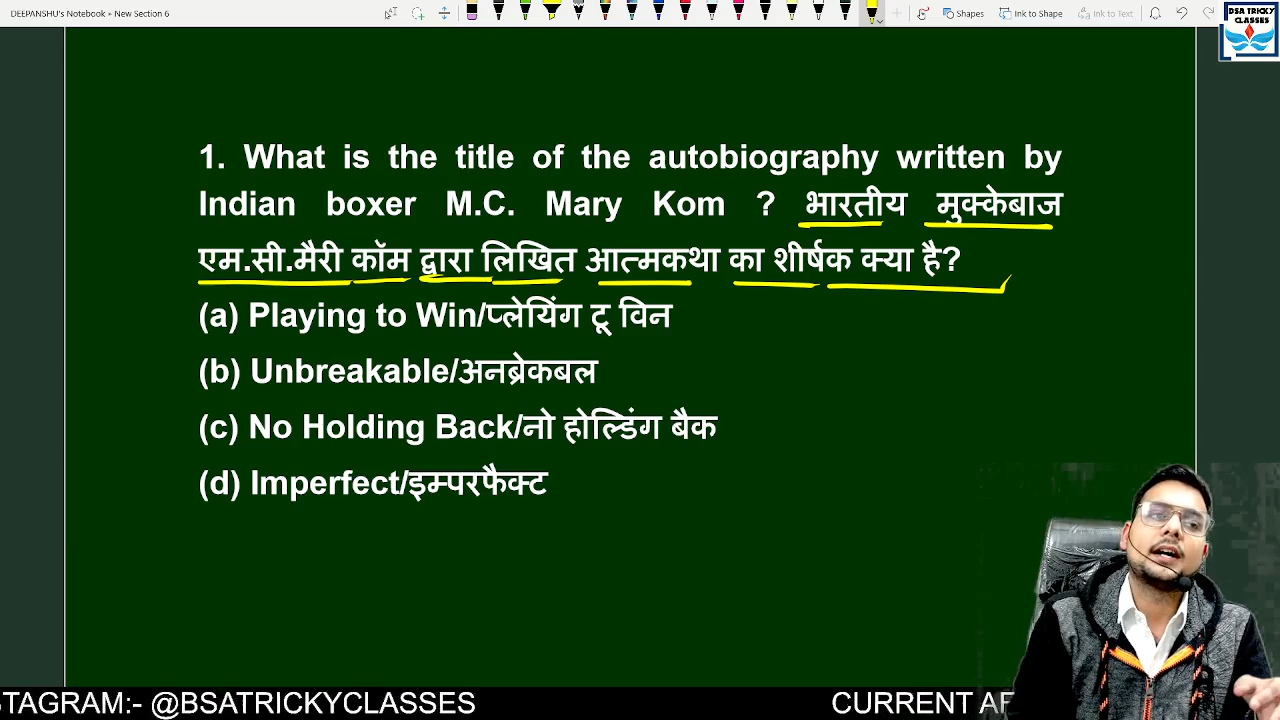 DEEPANSHU's Notebook ▸ New Section 6
Shapes
Ink to Shape
Ink to Text
BSA TRICKY
CLASSES
1. What is the title of the autobiography written by
Indian boxer M.C. Mary Kom ? भारतीय मुक्केबाज
एम.सी.मैरी कॉम द्वारा लिखित आत्मकथा का शीर्षक क्या है?
(a) Playing to Win/प्लेयिंग टू विन
(b) Unbreakable/अनब्रेकबल
(c) No Holding Back/नो होल्डिंग बैक
(d) Imperfect/इम्परफैक्ट
STAGRAM:- @BSATRICKYCLASSES
CURRENT AF